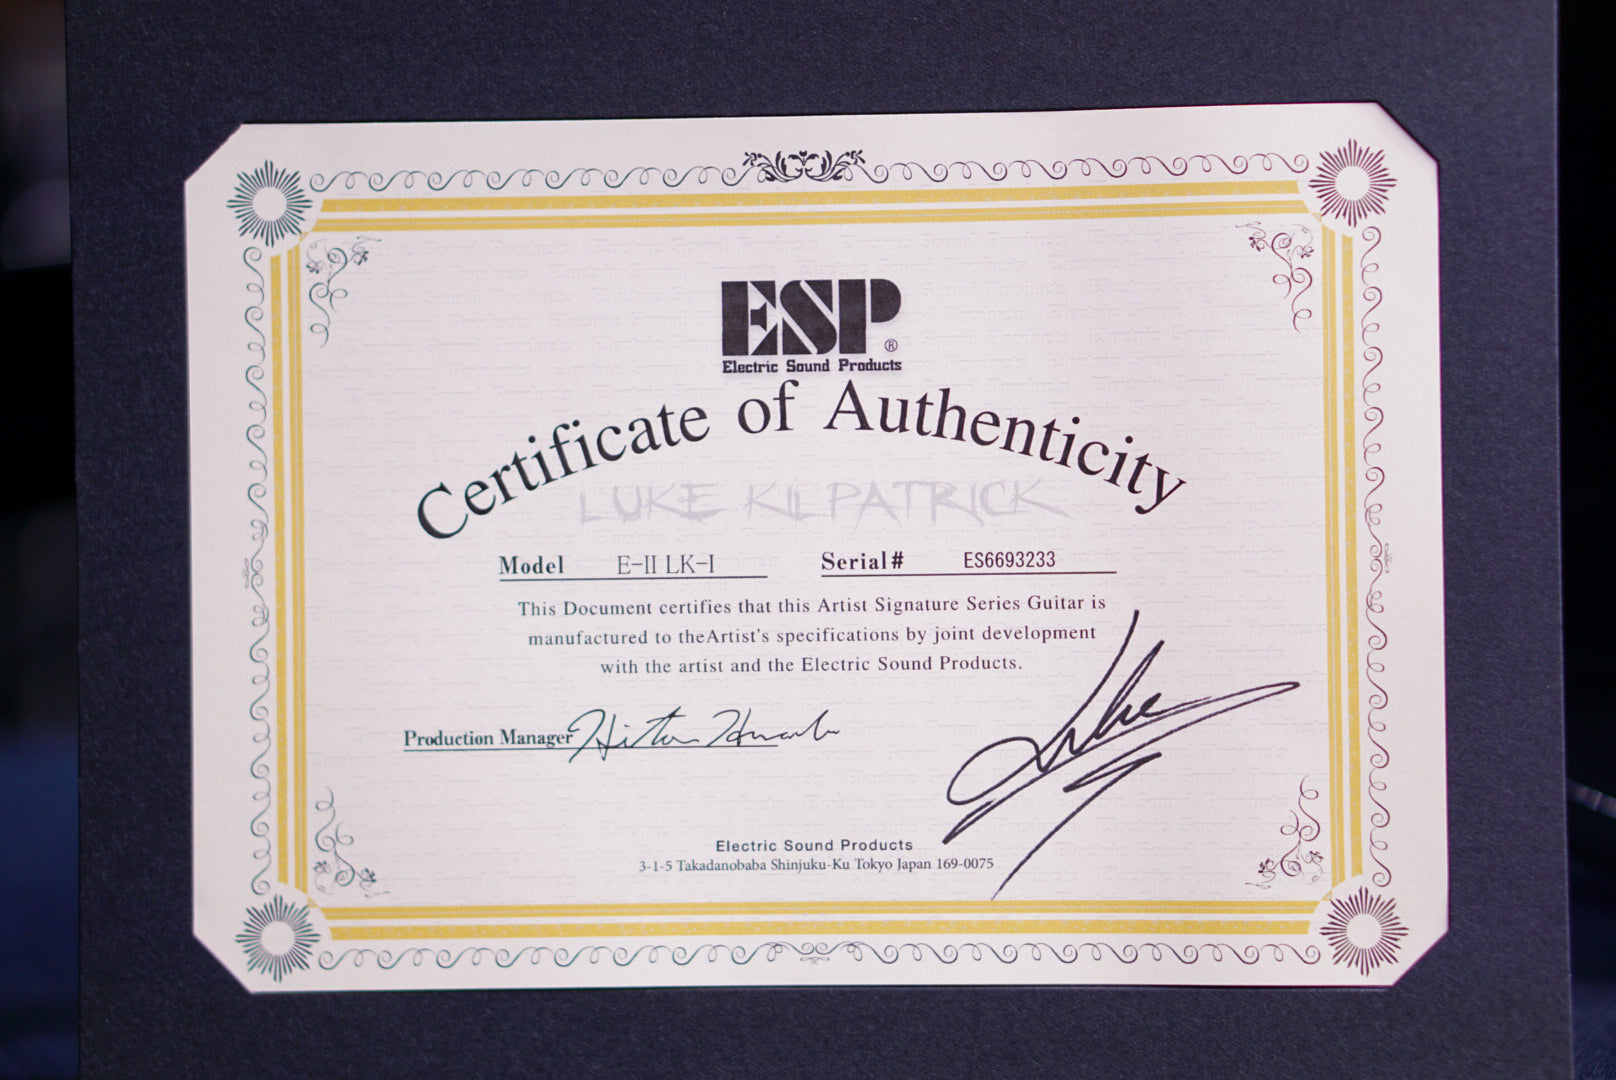 ESP®
Electric Sound Products
Certificate of Authenticity
LUKE KILPATRICK
Model E-II LK-I Serial# ES6693233
This Document certifies that this Artist Signature Series Guitar is
manufactured to theArtist's specifications by joint development
with the artist and the Electric Sound Products.
Production Manager
Luke
Electric Sound Products
3-1-5 Takadanobaba Shinjuku-Ku Tokyo Japan 169-0075